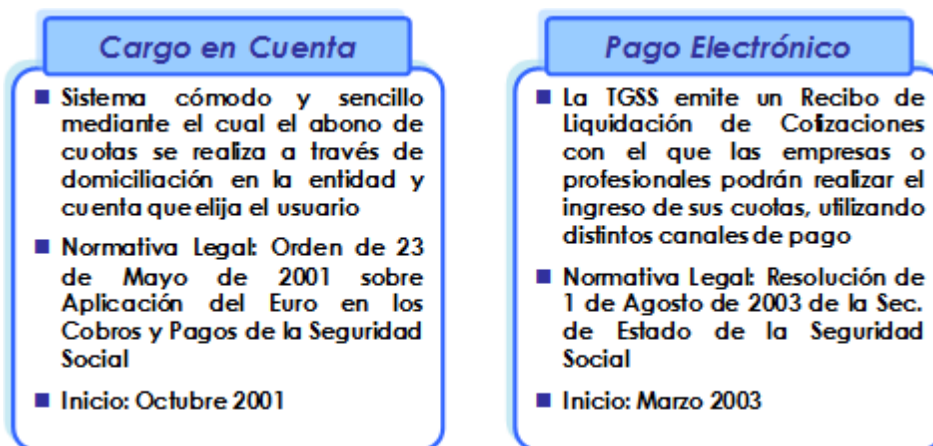 Cargo en Cuenta
Sistema cómodo y sencillo
mediante el cual el abono de
cuotas se realiza a través de
domiciliación en la entidad y
cuenta que elija el usuario
Normativa Legal: Orden de 23
de Mayo de 2001 sobre
Aplicación del Euro en los
Cobros y Pagos de la Seguridad
Social
Inicio: Octubre 2001
Pago Electrónico
La TGSS emite un Recibo de
Liquidación de Cotizaciones
con el que las empresas o
profesionales podrán realizar el
ingreso de sus cuotas, utilizando
distintos canales de pago
Normativa Legal: Resolución de
1 de Agosto de 2003 de la Sec.
de Estado de la Seguridad
Social
Inicio: Marzo 2003